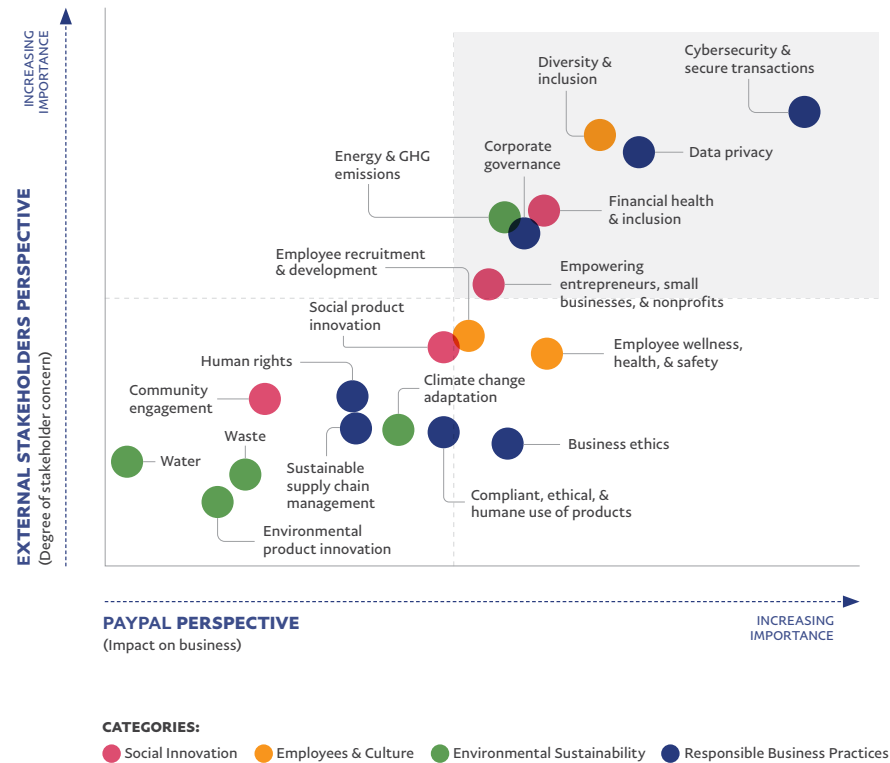 INCREASING
IMPORTANCE
EXTERNAL STAKEHOLDERS PERSPECTIVE
(Degree of stakeholder concern)
Cybersecurity &
secure transactions
Diversity &
inclusion
Data privacy
Corporate
governance
Energy & GHG
emissions
Financial health
& inclusion
Employee recruitment
& development
Empowering
entrepreneurs, small
businesses, & nonprofits
Social product
innovation
Employee wellness,
health, & safety
Human rights
Climate change
adaptation
Community
engagement
Waste
Water
Sustainable
supply chain
management
Business ethics
Compliant, ethical, &
humane use of products
Environmental
product innovation
PAYPAL PERSPECTIVE
(Impact on business)
INCREASING
IMPORTANCE
CATEGORIES:
Social Innovation
Employees & Culture
Environmental Sustainability
Responsible Business Practices